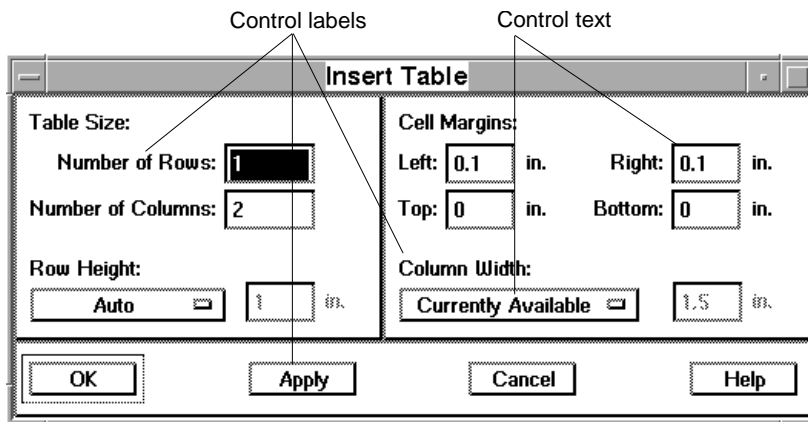 Control labels Control text
Insert Table
Table Size:
Number of Rows: 1
Number of Columns: 2
Row Height:
Auto 1 in.
Cell Margins:
Left: 0.1 in. Right: 0.1 in.
Top: 0 in. Bottom: 0 in.
Column Width:
Currently Available 1.5 in.
OK Apply Cancel Help